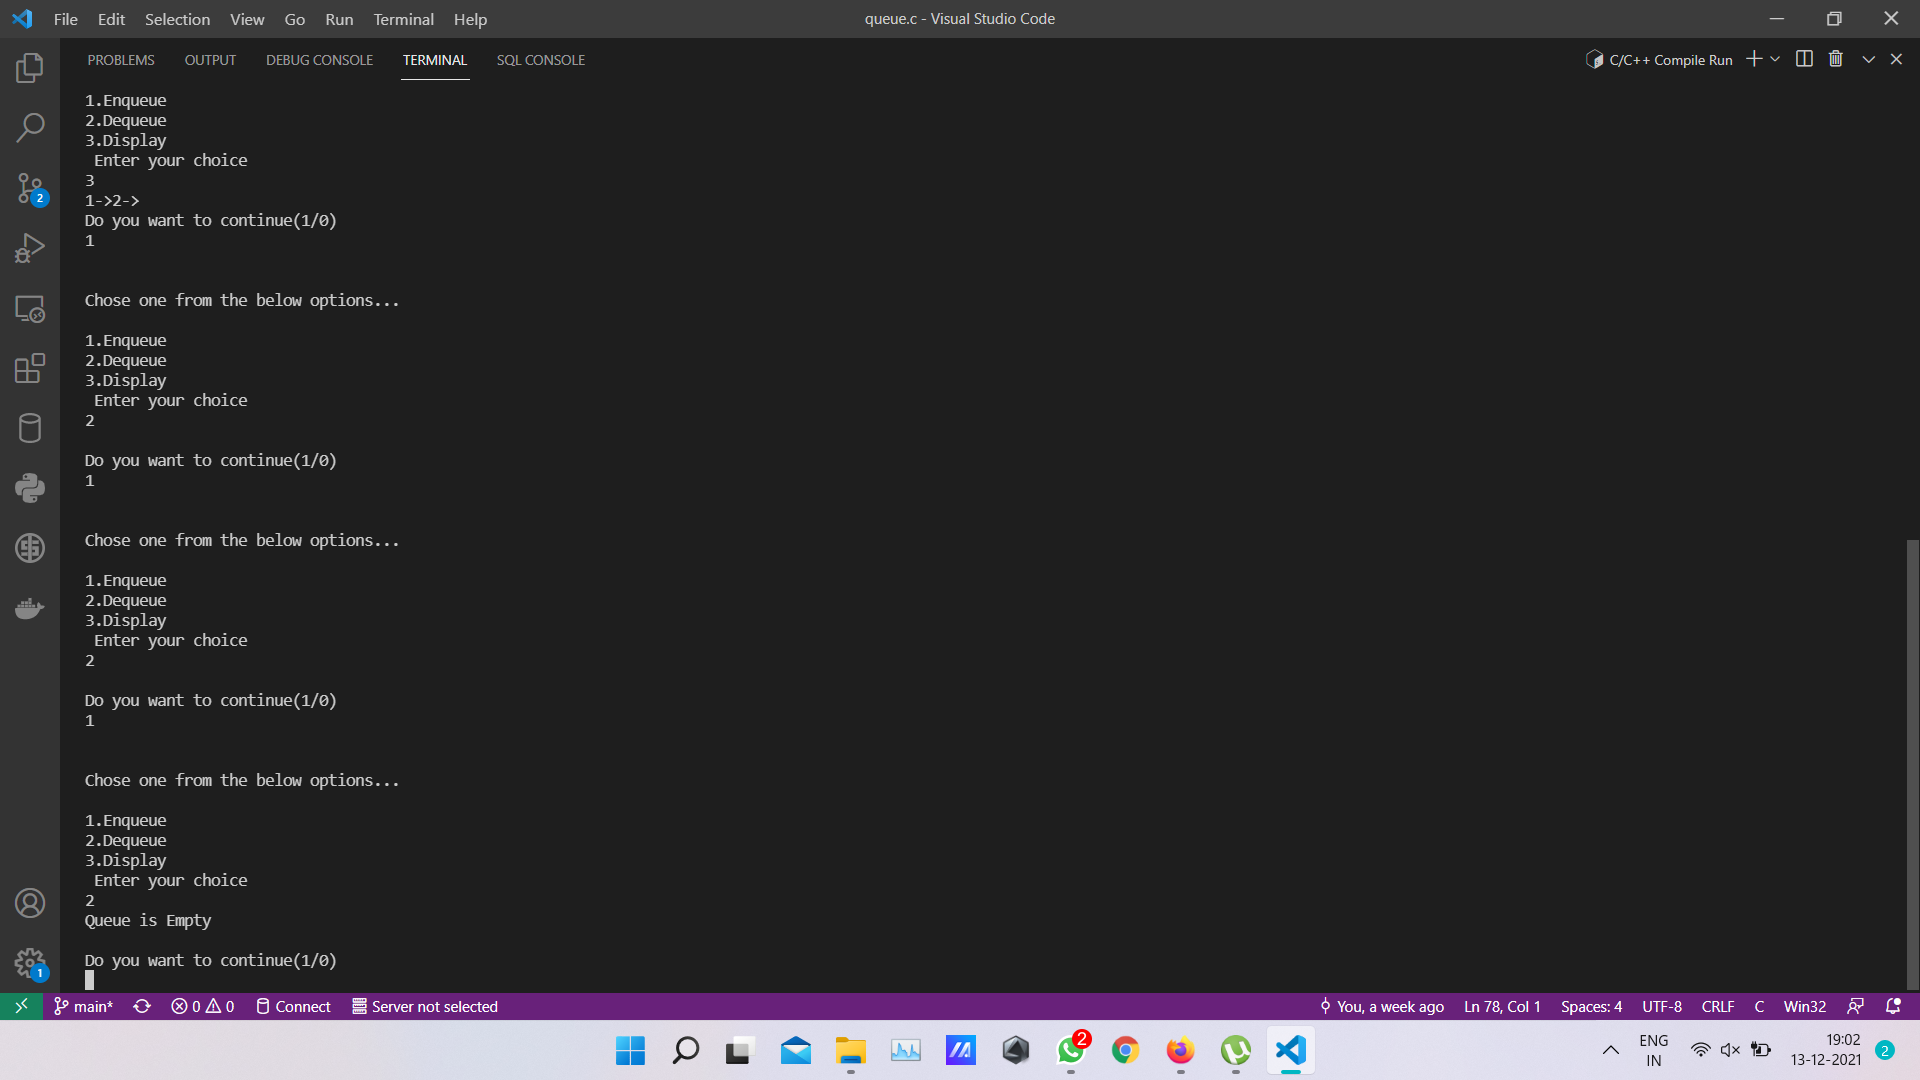 File Edit Selection View Go Run Terminal Help
queue.c - Visual Studio Code
PROBLEMS OUTPUT DEBUG CONSOLE TERMINAL SQL CONSOLE
C/C++ Compile Run
1.Enqueue
2.Dequeue
3.Display
Enter your choice
3
1->2->
Do you want to continue(1/0)
1
Chose one from the below options...
1.Enqueue
2.Dequeue
3.Display
Enter your choice
2
Do you want to continue(1/0)
1
Chose one from the below options...
1.Enqueue
2.Dequeue
3.Display
Enter your choice
2
Do you want to continue(1/0)
1
Chose one from the below options...
1.Enqueue
2.Dequeue
3.Display
Enter your choice
2
Queue is Empty
Do you want to continue(1/0)
2
1
main* 0 0 Connect Server not selected
You, a week ago Ln 78, Col 1 Spaces: 4 UTF-8 CRLF C Win32
2
ENG
IN
19:02
13-12-2021
2